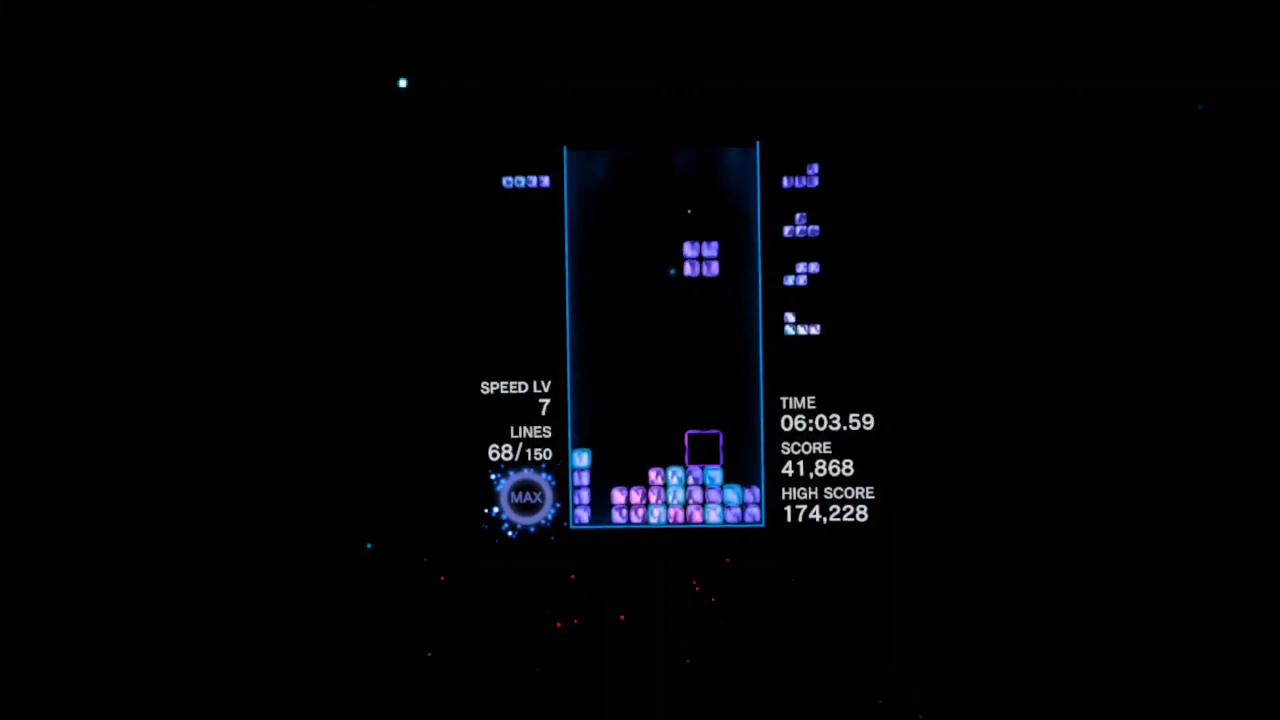 SPEED LV
7
LINES
68/150
MAX
TIME
06:03.59
SCORE
41,868
HIGH SCORE
174,228